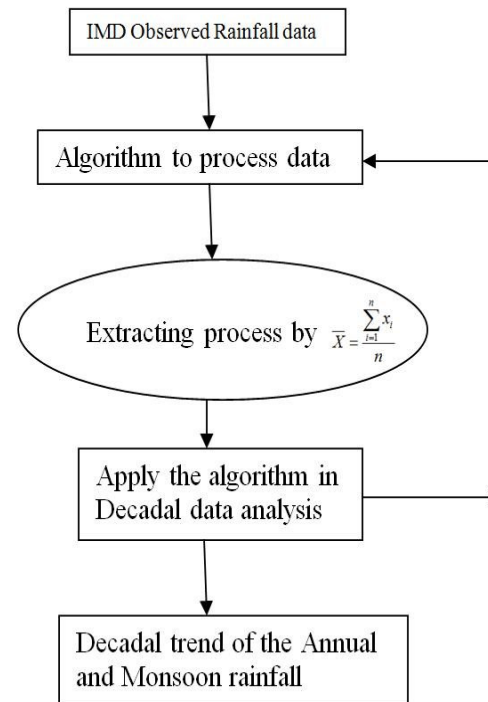 IMD Observed Rainfall data
Algorithm to process data
Extracting process by X̅ = ∑ᵢ₌₁ⁿ xᵢ / n
Apply the algorithm in
Decadal data analysis
Decadal trend of the Annual
and Monsoon rainfall